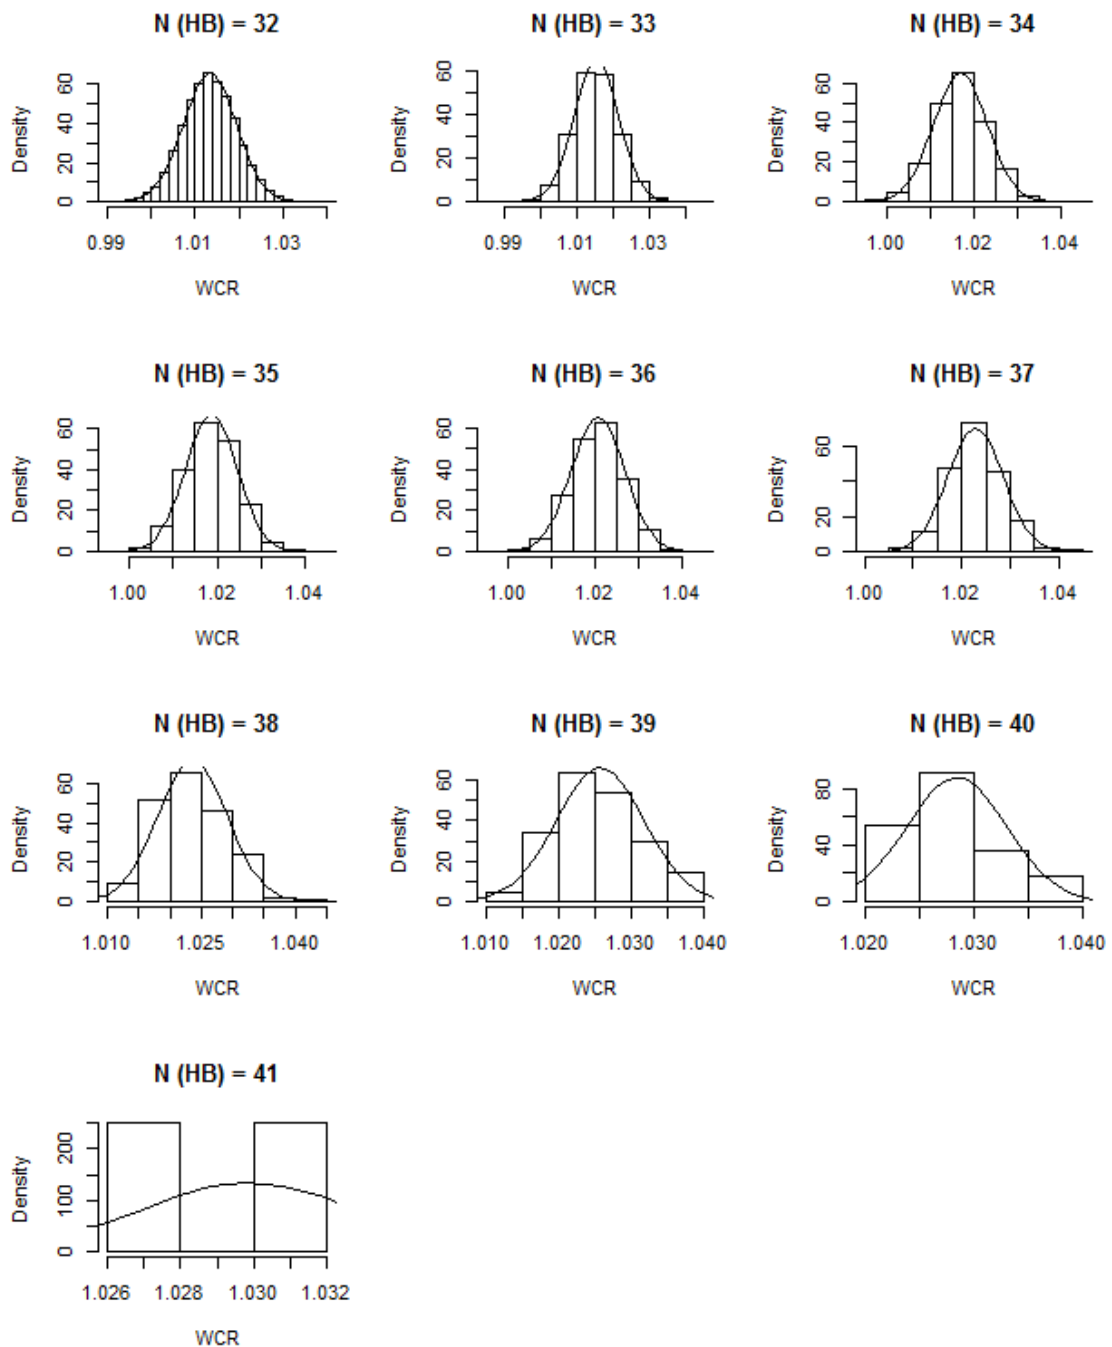 N (HB) = 32
Density
0 20 40 60
0.99 1.01 1.03
WCR
N (HB) = 33
Density
0 20 40 60
0.99 1.01 1.03
WCR
N (HB) = 34
Density
0 20 40 60
1.00 1.02 1.04
WCR
N (HB) = 35
Density
0 20 40 60
1.00 1.02 1.04
WCR
N (HB) = 36
Density
0 20 40 60
1.00 1.02 1.04
WCR
N (HB) = 37
Density
0 20 60
1.00 1.02 1.04
WCR
N (HB) = 38
Density
0 20 40 60
1.010 1.025 1.040
WCR
N (HB) = 39
Density
0 20 40 60
1.010 1.020 1.030 1.040
WCR
N (HB) = 40
Density
0 40 80
1.020 1.030 1.040
WCR
N (HB) = 41
Density
0 100 200
1.026 1.028 1.030 1.032
WCR